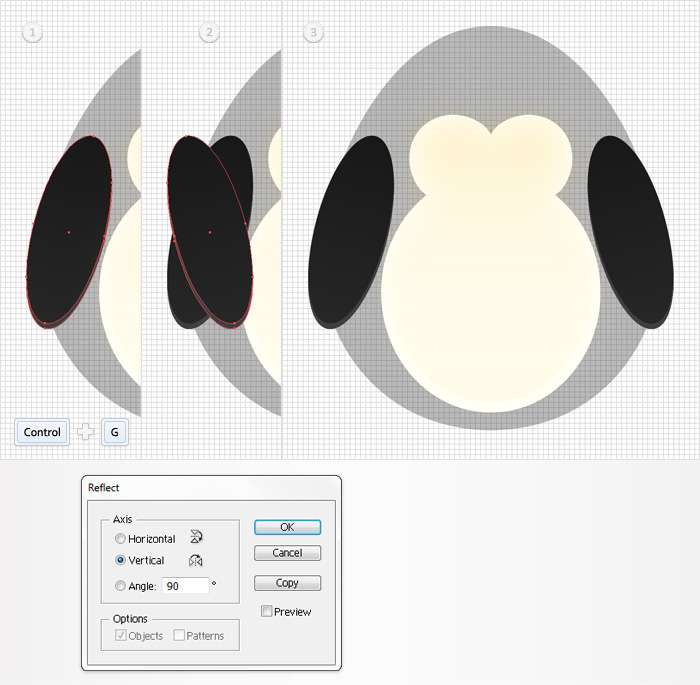 1 2 3
Control G
Reflect
Axis
Horizontal
Vertical
Angle: 90 °
OK
Cancel
Copy
Preview
Options
Objects Patterns